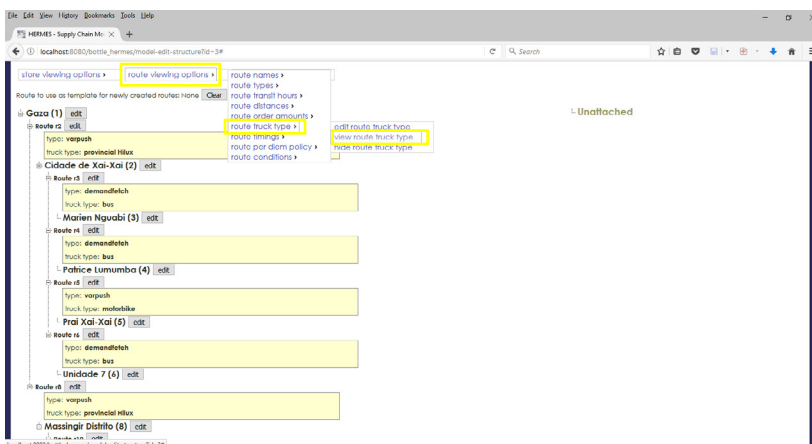 File Edit View History Bookmarks Tools Help
HERMES - Supply Chain Mo
localhost:8080/bottle_hermes/model-edit-structure?id=3#
Search
store viewing options
route viewing options
route names
route types
route transit hours
route distances
route order amounts
route truck type
edit route truck type
route timings
view route truck type
route per diem policy
hide route truck type
route conditions
Route to use as template for newly created routes: None Clear
Unattached
Gaza (1) edit
Route r2 edit
type: varpush
truck type: provincial Hilux
Cidade de Xai-Xai (2) edit
Route r3 edit
type: demandfetch
truck type: bus
Marien Nguabi (3) edit
Route r4 edit
type: demandfetch
truck type: bus
Patrice Lumumba (4) edit
Route r5 edit
type: varpush
truck type: motorbike
Prai Xai-Xai (5) edit
Route r6 edit
type: demandfetch
truck type: bus
Unidade 7 (6) edit
Route r8 edit
type: varpush
truck type: provincial Hilux
Massingir Distrito (8) edit
Route r10 edit